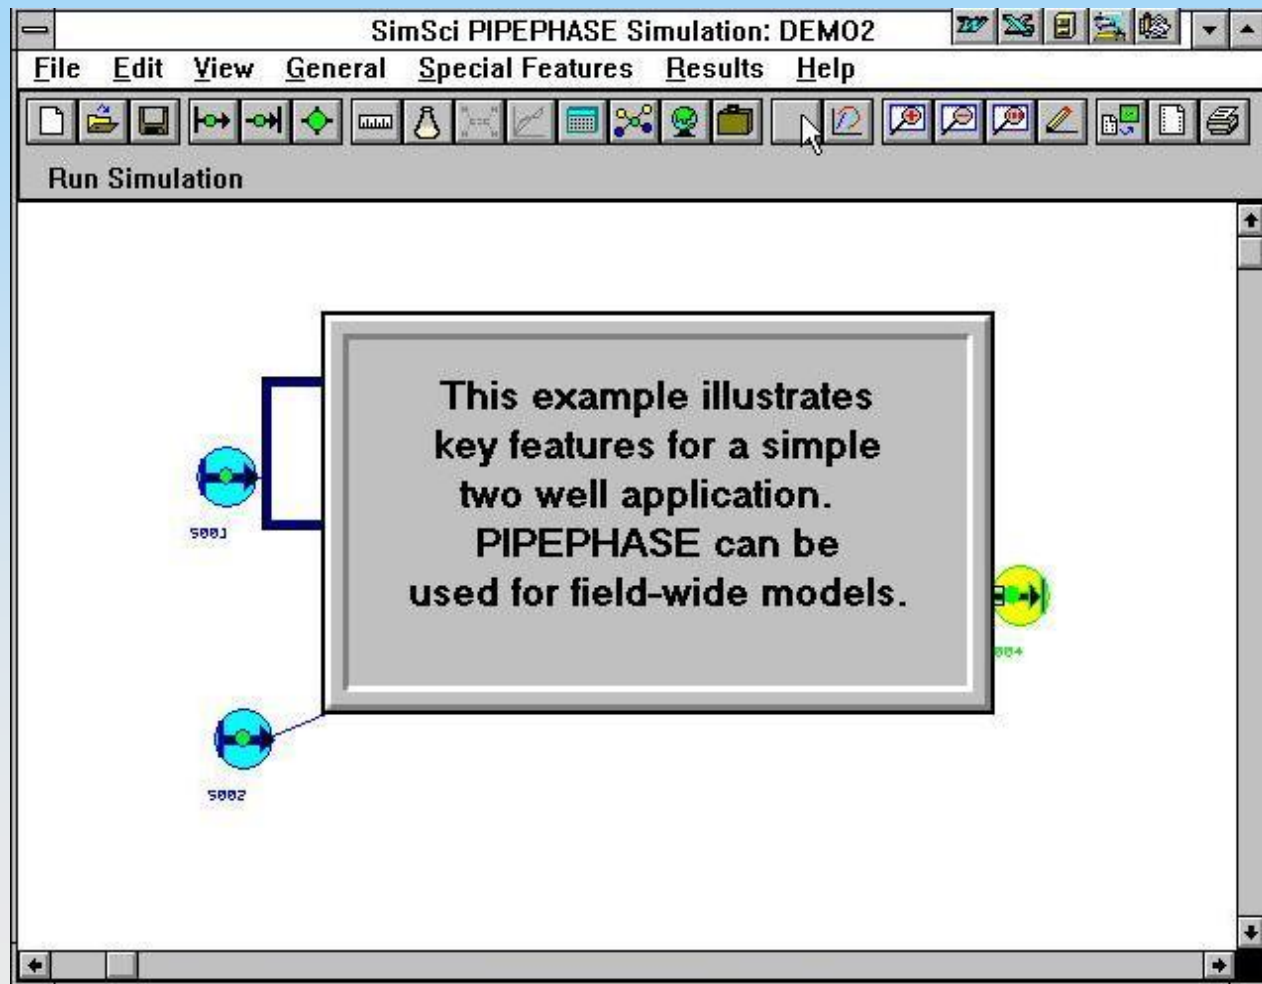 SimSci PIPEPHASE Simulation: DEMO2
File Edit View General Special Features Results Help
Run Simulation
This example illustrates
key features for a simple
two well application.
PIPEPHASE can be
used for field-wide models.
S001
004
S002